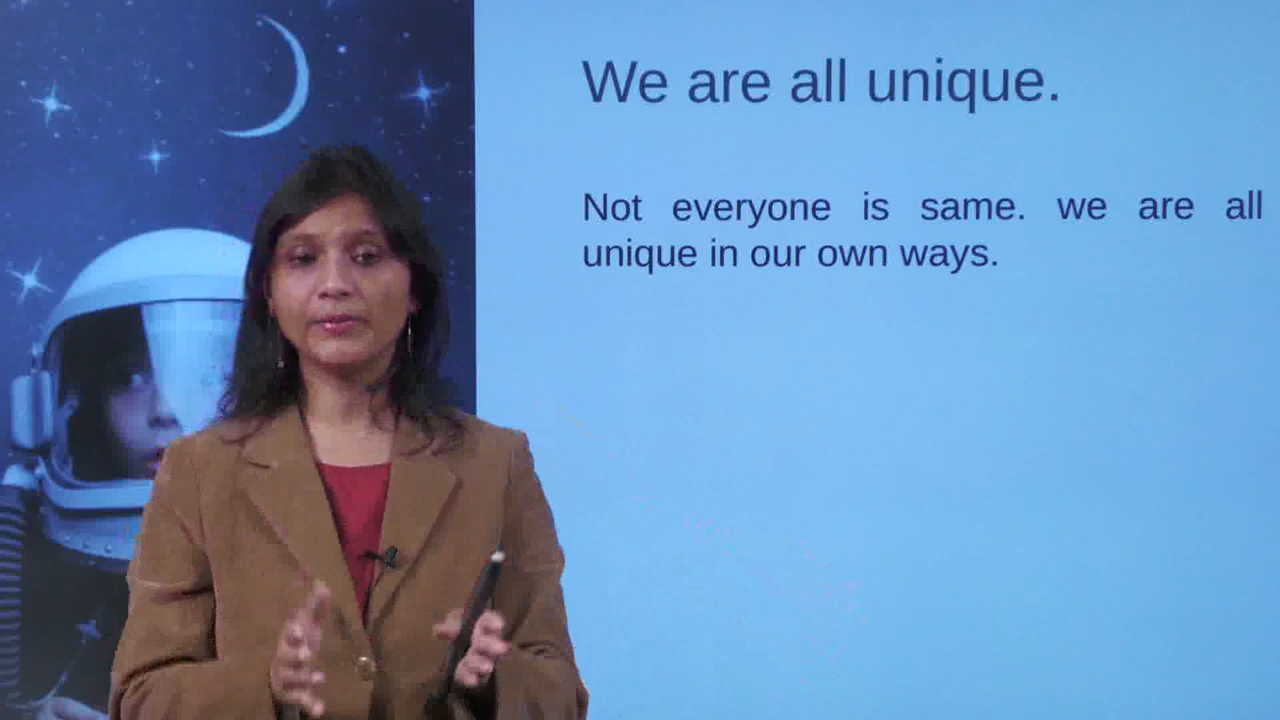 We are all unique.
Not everyone is same. we are all
unique in our own ways.